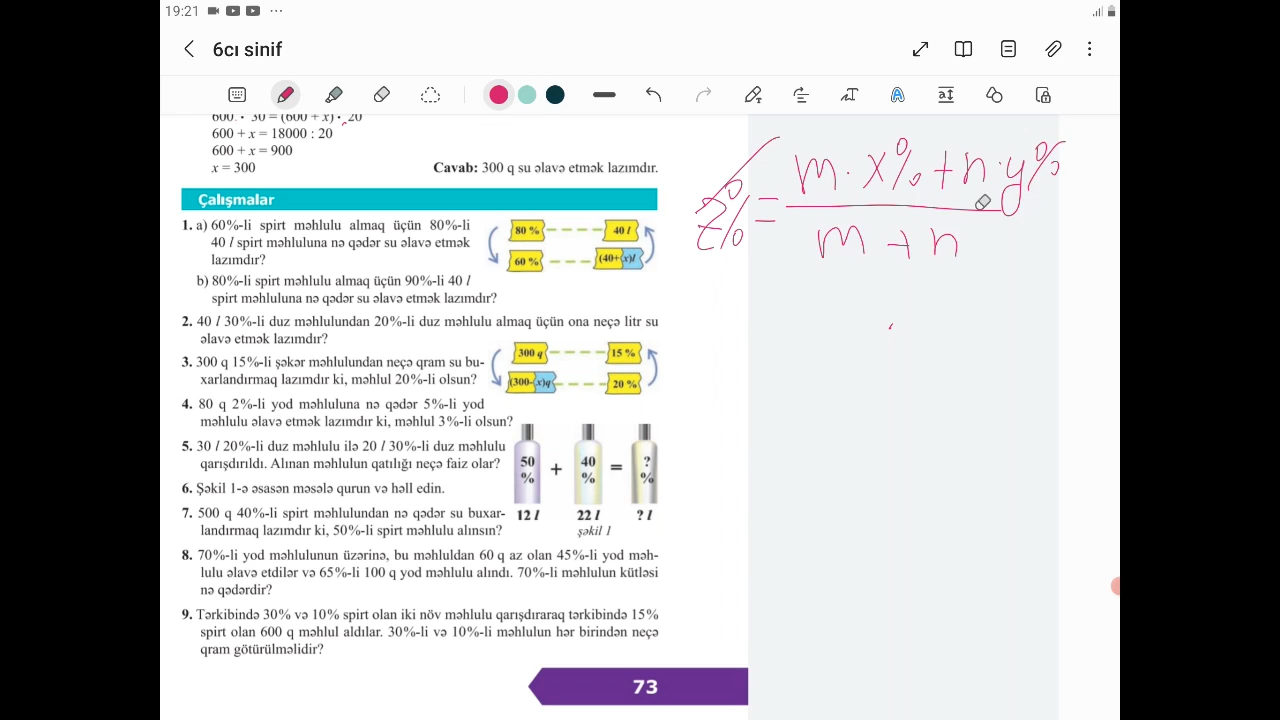 19:21
6cı sinif
600 · 30 = (600 + x) · 20
600 + x = 18000 : 20
600 + x = 900
x = 300
Cavab: 300 q su əlavə etmək lazımdır.
Çalışmalar
1. a) 60%-li spirt məhlulu almaq üçün 80%-li
40 l spirt məhluluna nə qədər su əlavə etmək
lazımdır?
80 %
40 l
60 %
(40+(x)l
b) 80%-li spirt məhlulu almaq üçün 90%-li 40 l
spirt məhluluna nə qədər su əlavə etmək lazımdır?
2. 40 l 30%-li duz məhlulundan 20%-li duz məhlulu almaq üçün ona neçə litr su
əlavə etmək lazımdır?
3. 300 q 15%-li şəkər məhlulundan neçə qram su bu-
xarlandırmaq lazımdır ki, məhlul 20%-li olsun?
300 q
15 %
(300-(x)q
20 %
4. 80 q 2%-li yod məhluluna nə qədər 5%-li yod
məhlulu əlavə etmək lazımdır ki, məhlul 3%-li olsun?
5. 30 l 20%-li duz məhlulu ilə 20 l 30%-li duz məhlulu
qarışdırıldı. Alınan məhlulun qatılığı neçə faiz olar?
6. Şəkil 1-ə əsasən məsələ qurun və həll edin.
50 % + 40 % = ? %
12 l 22 l ? l
şəkil 1
7. 500 q 40%-li spirt məhlulundan nə qədər su buxar-
landırmaq lazımdır ki, 50%-li spirt məhlulu alınsın?
8. 70%-li yod məhlulunun üzərinə, bu məhluldan 60 q az olan 45%-li yod məh-
lulu əlavə etdilər və 65%-li 100 q yod məhlulu alındı. 70%-li məhlulun kütləsi
nə qədərdir?
9. Tərkibində 30% və 10% spirt olan iki növ məhlulu qarışdıraraq tərkibində 15%
spirt olan 600 q məhlul aldılar. 30%-li və 10%-li məhlulun hər birindən neçə
qram götürülməlidir?
73
m · x% + n · y%
z% =
m + n